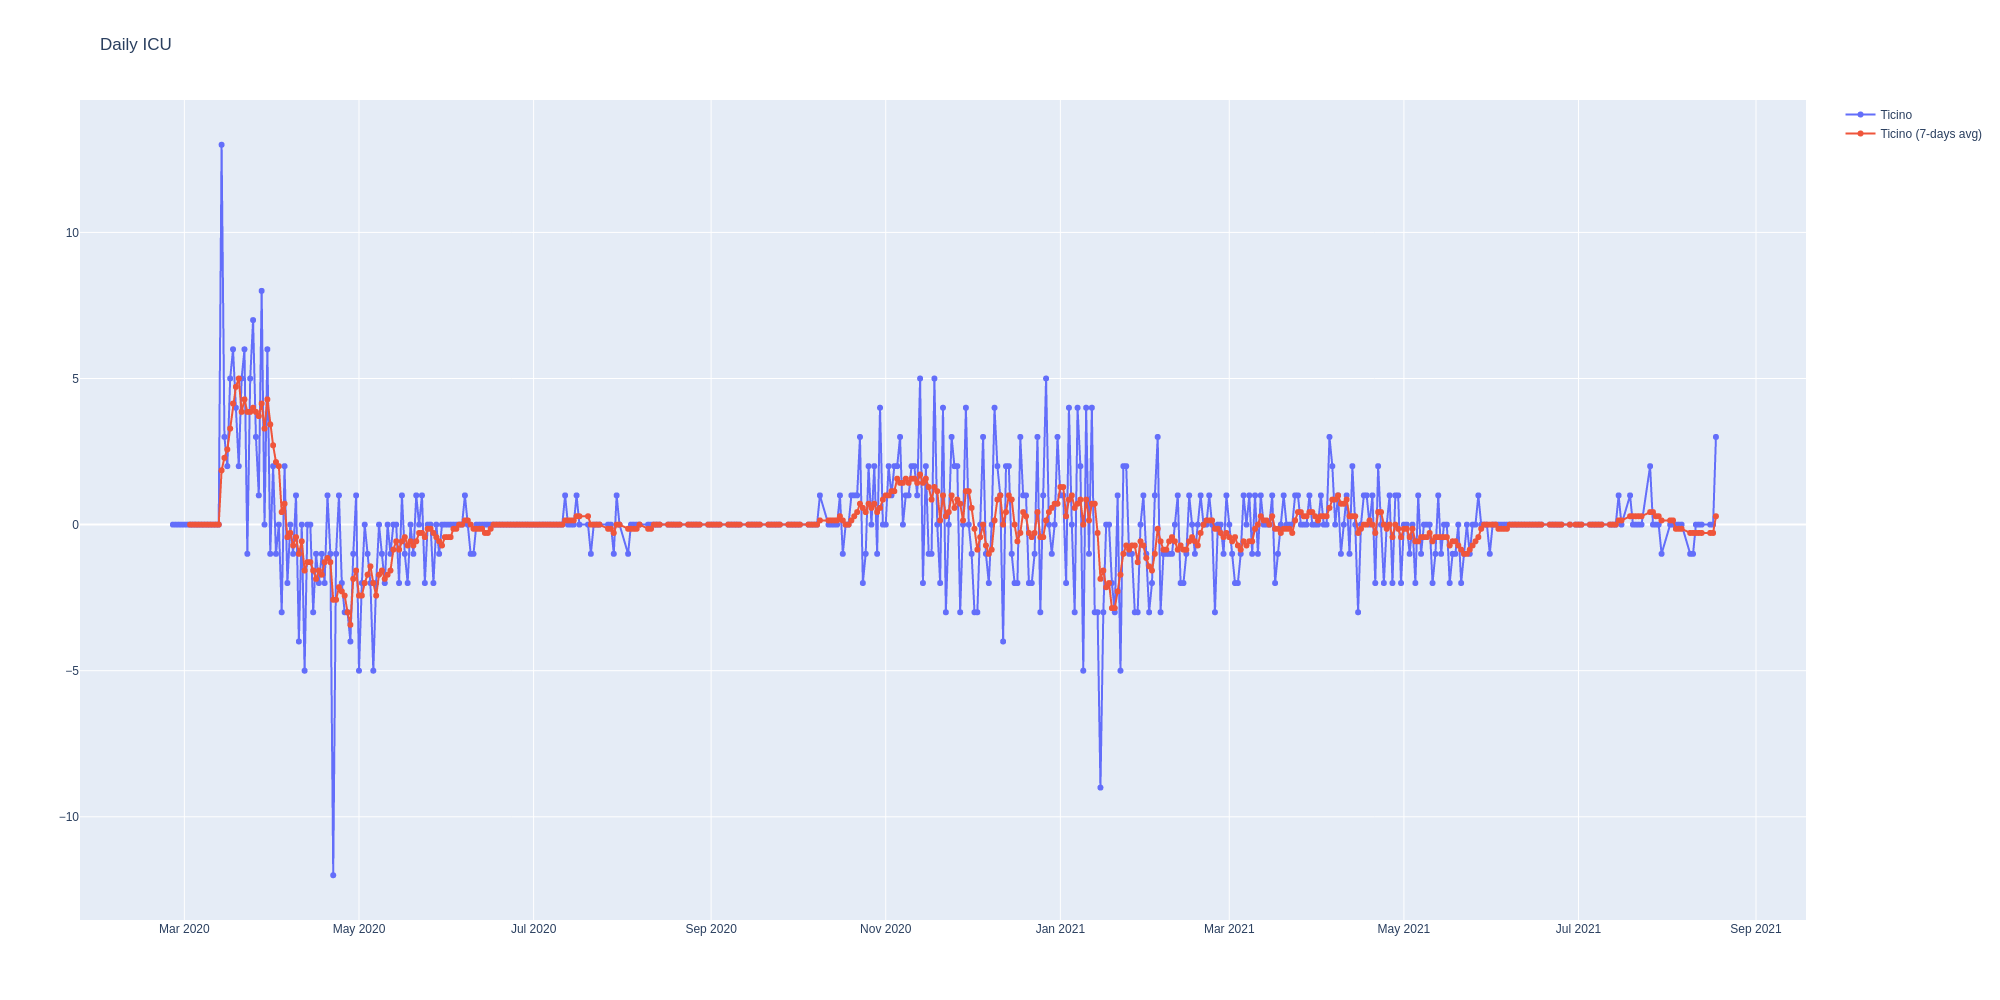 Daily ICU
Ticino
Ticino (7-days avg)
10
5
0
−5
−10
Mar 2020
May 2020
Jul 2020
Sep 2020
Nov 2020
Jan 2021
Mar 2021
May 2021
Jul 2021
Sep 2021